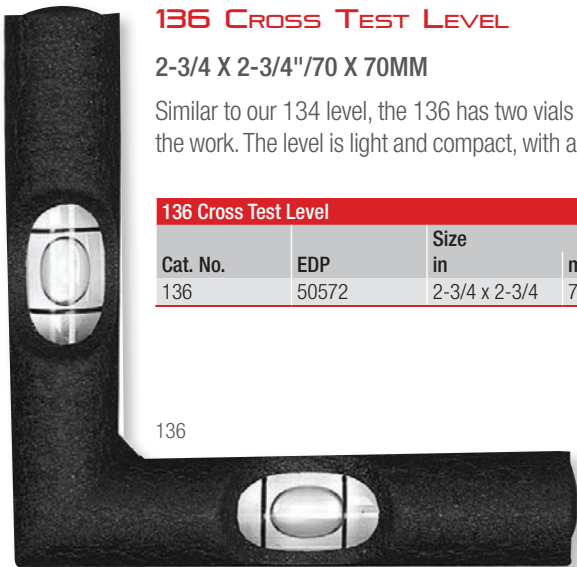 136 Cross Test Level
2-3/4 X 2-3/4"/70 X 70MM
Similar to our 134 level, the 136 has two vials
the work. The level is light and compact, with a
136 Cross Test Level
Size
Cat. No. EDP in
136 50572 2-3/4 x 2-3/4 7
136